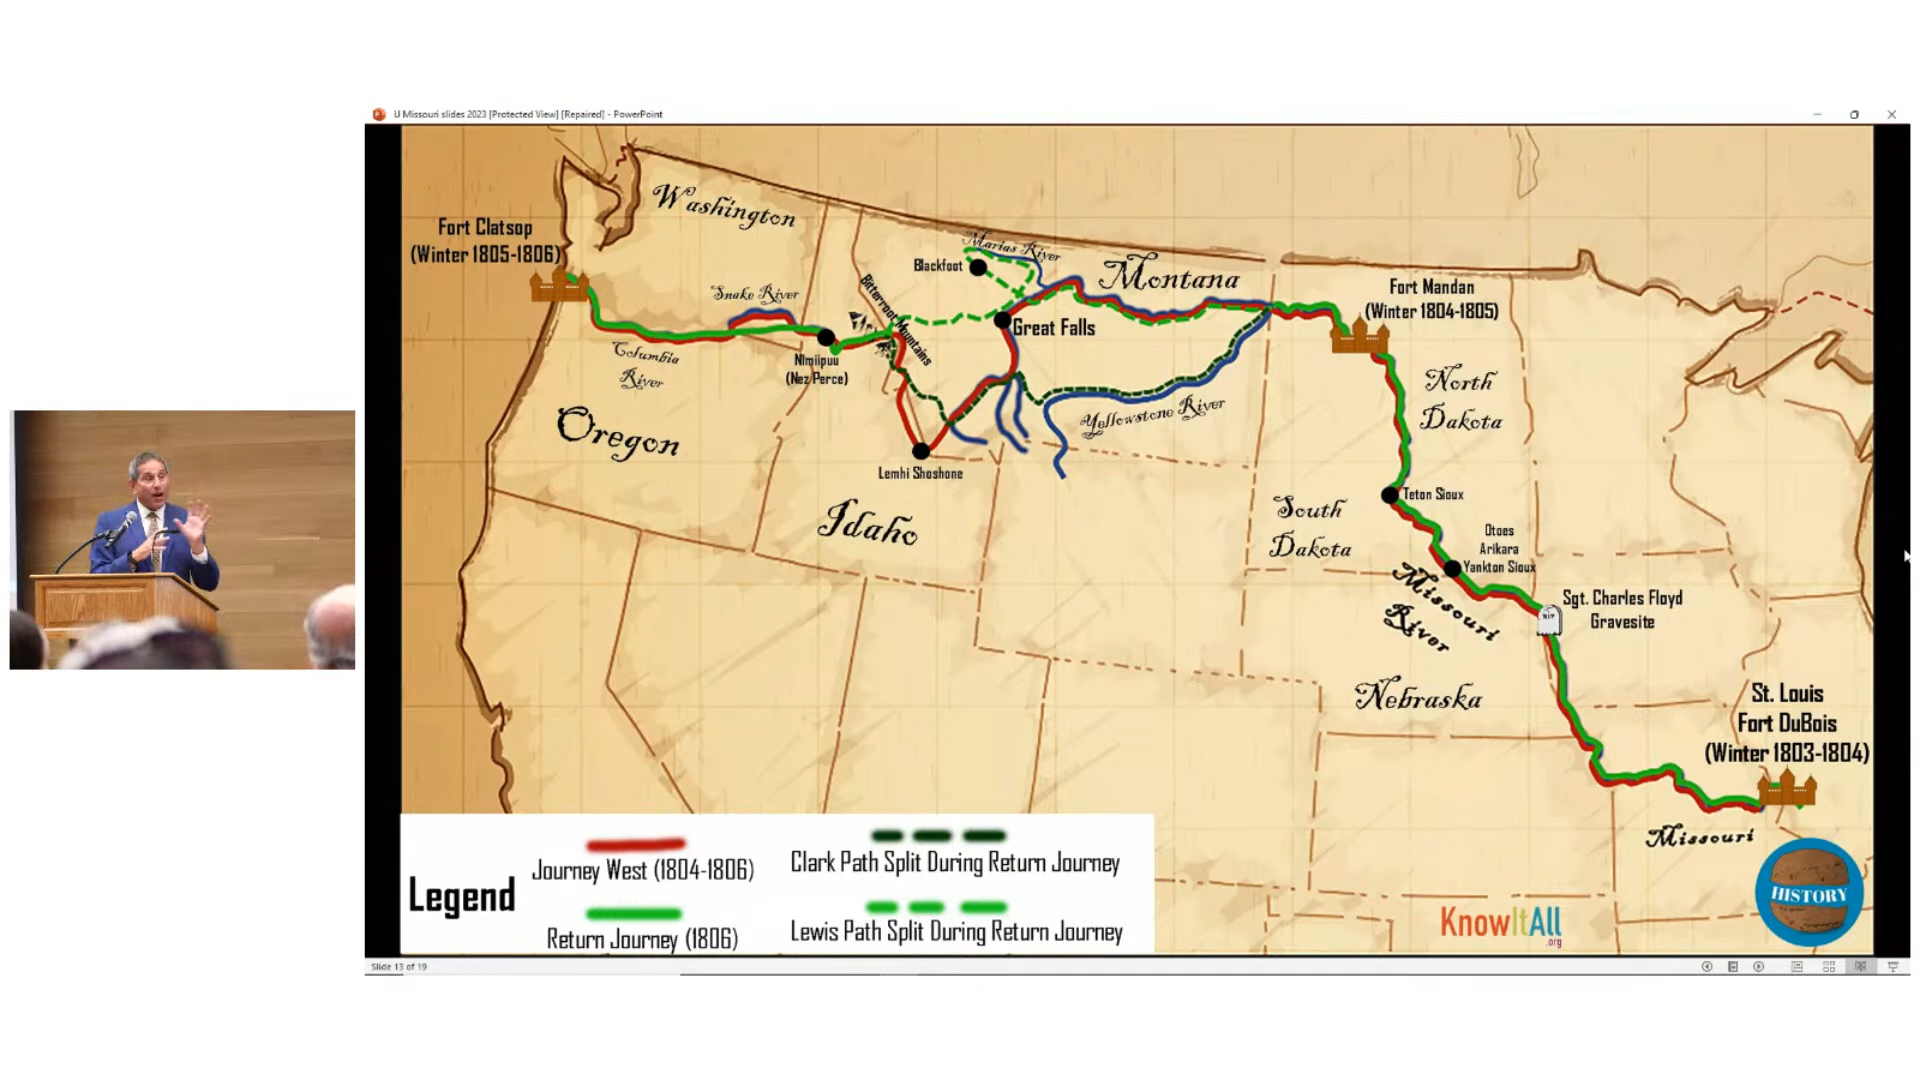 U Missouri slides 2023 [Protected View] [Repaired] - PowerPoint
Washington
Fort Clatsop
(Winter 1805-1806)
Marias River
Blackfoot
Montana
Bitterroot Mountains
Snake River
Fort Mandan
(Winter 1804-1805)
Great Falls
Columbia
River
Nimiipuu
(Nez Perce)
North
Dakota
Yellowstone River
Oregon
Lemhi Shoshone
Teton Sioux
Idaho
South
Dakota
Otoes
Arikara
Yankton Sioux
Missouri
River
Sgt. Charles Floyd
Gravesite
RIP
Nebraska
St. Louis
Fort DuBois
(Winter 1803-1804)
Missouri
Legend
Journey West (1804-1806)
Return Journey (1806)
Clark Path Split During Return Journey
Lewis Path Split During Return Journey
KnowItAll
.org
HISTORY
Slide 13 of 19